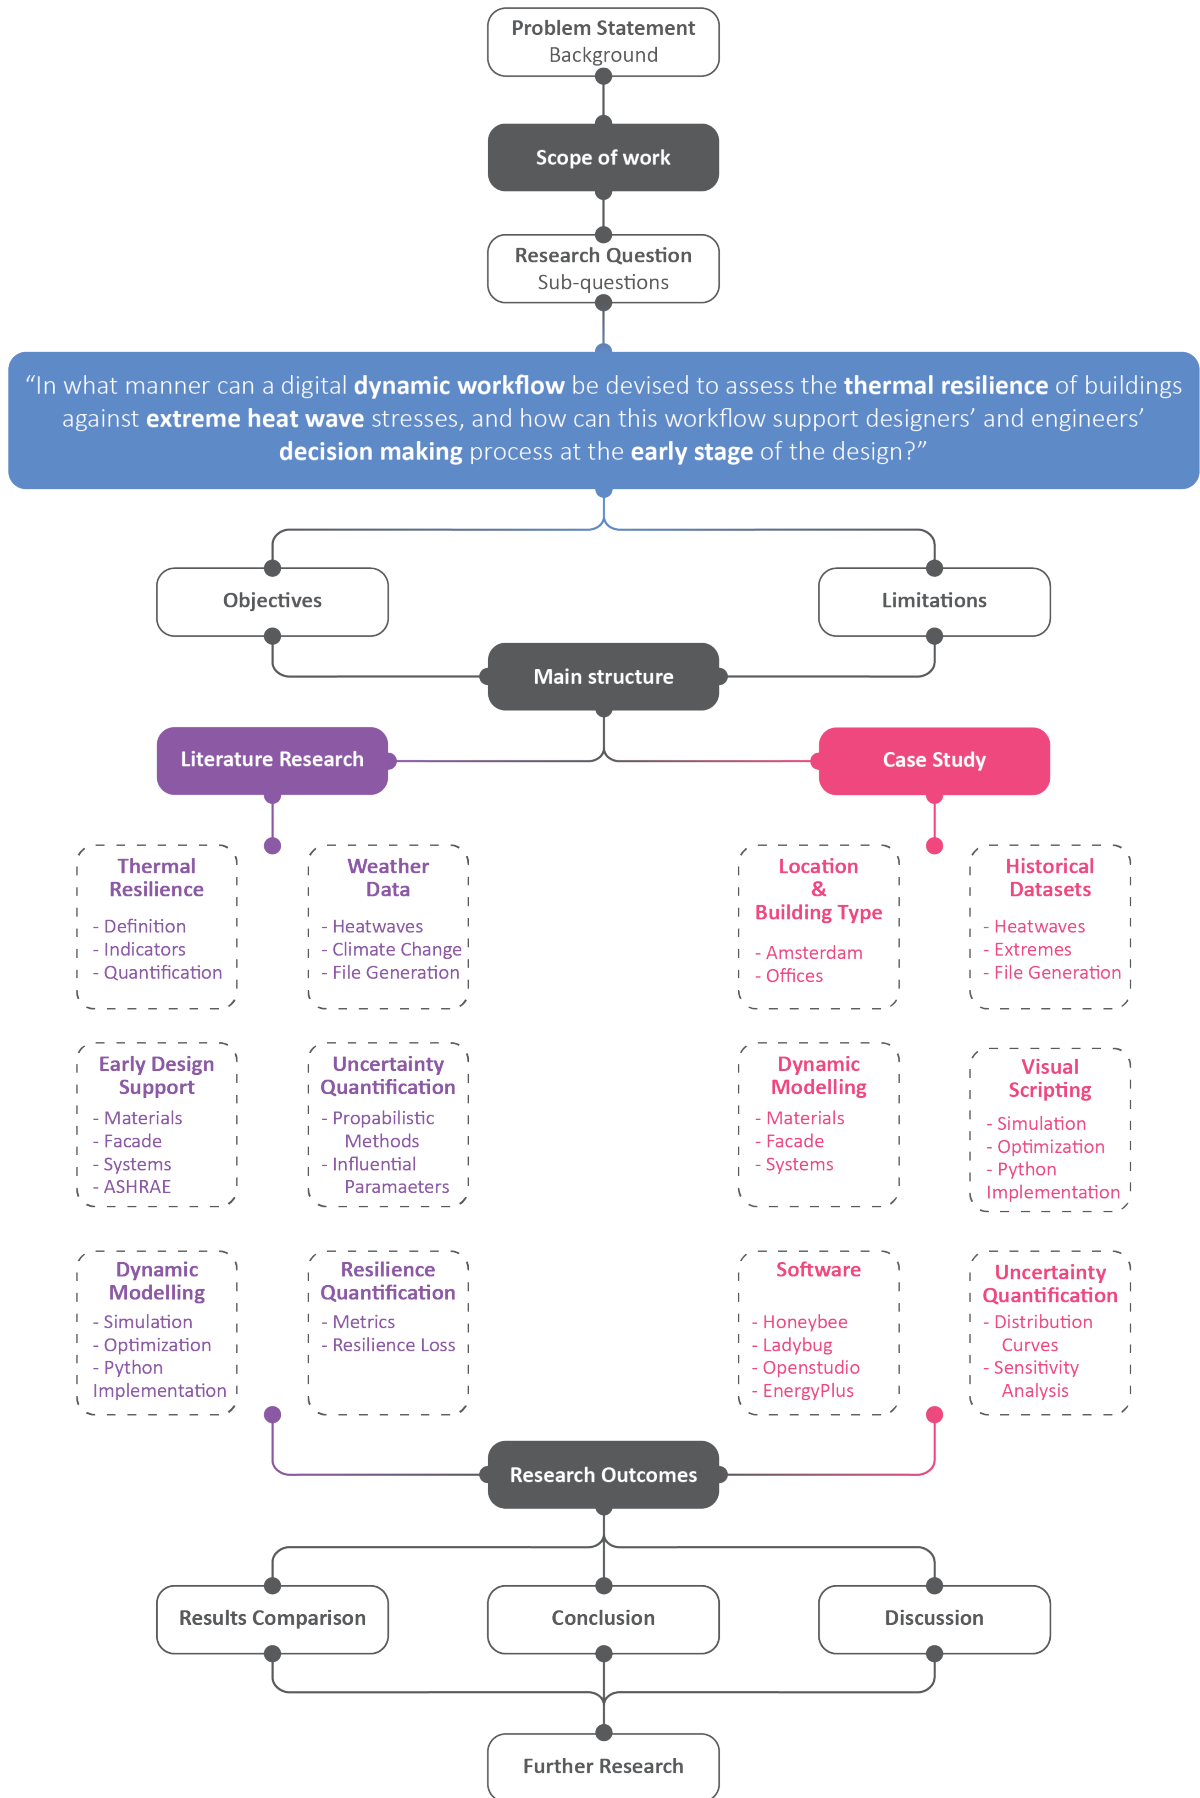 Problem Statement
Background
Scope of work
Research Question
Sub-questions
“In what manner can a digital dynamic workflow be devised to assess the thermal resilience of buildings
against extreme heat wave stresses, and how can this workflow support designers’ and engineers’
decision making process at the early stage of the design?”
Objectives
Limitations
Main structure
Literature Research
Case Study
Thermal
Resilience
- Definition
- Indicators
- Quantification
Weather
Data
- Heatwaves
- Climate Change
- File Generation
Location
&
Building Type
- Amsterdam
- Offices
Historical
Datasets
- Heatwaves
- Extremes
- File Generation
Early Design
Support
- Materials
- Facade
- Systems
- ASHRAE
Uncertainty
Quantification
- Propabilistic
Methods
- Influential
Paramaeters
Dynamic
Modelling
- Materials
- Facade
- Systems
Visual
Scripting
- Simulation
- Optimization
- Python
Implementation
Dynamic
Modelling
- Simulation
- Optimization
- Python
Implementation
Resilience
Quantification
- Metrics
- Resilience Loss
Software
- Honeybee
- Ladybug
- Openstudio
- EnergyPlus
Uncertainty
Quantification
- Distribution
Curves
- Sensitivity
Analysis
Research Outcomes
Results Comparison
Conclusion
Discussion
Further Research